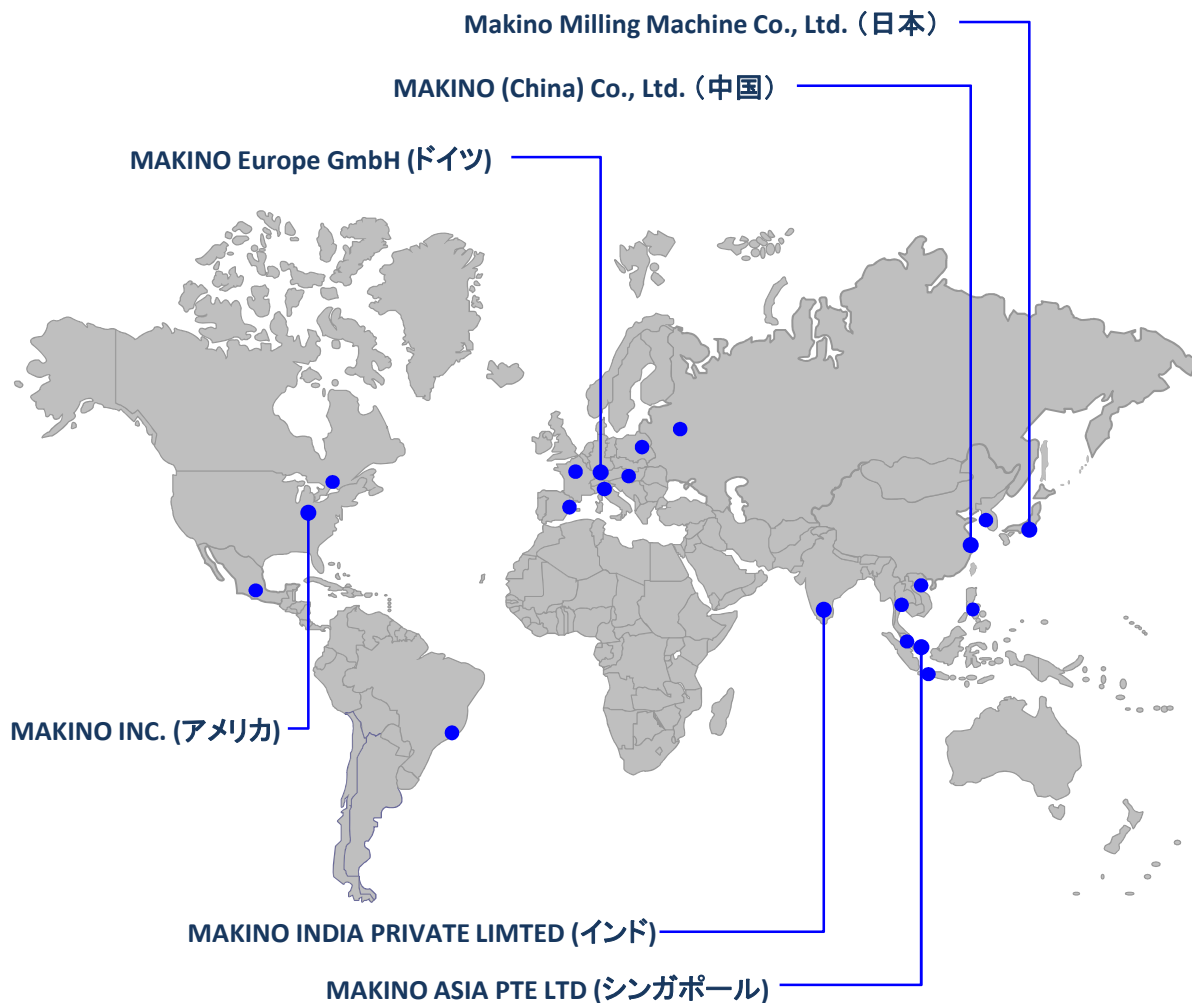 Makino Milling Machine Co., Ltd. （日本）
MAKINO (China) Co., Ltd. （中国）
MAKINO Europe GmbH (ドイツ)
MAKINO INC. (アメリカ)
MAKINO INDIA PRIVATE LIMTED (インド)
MAKINO ASIA PTE LTD (シンガポール)